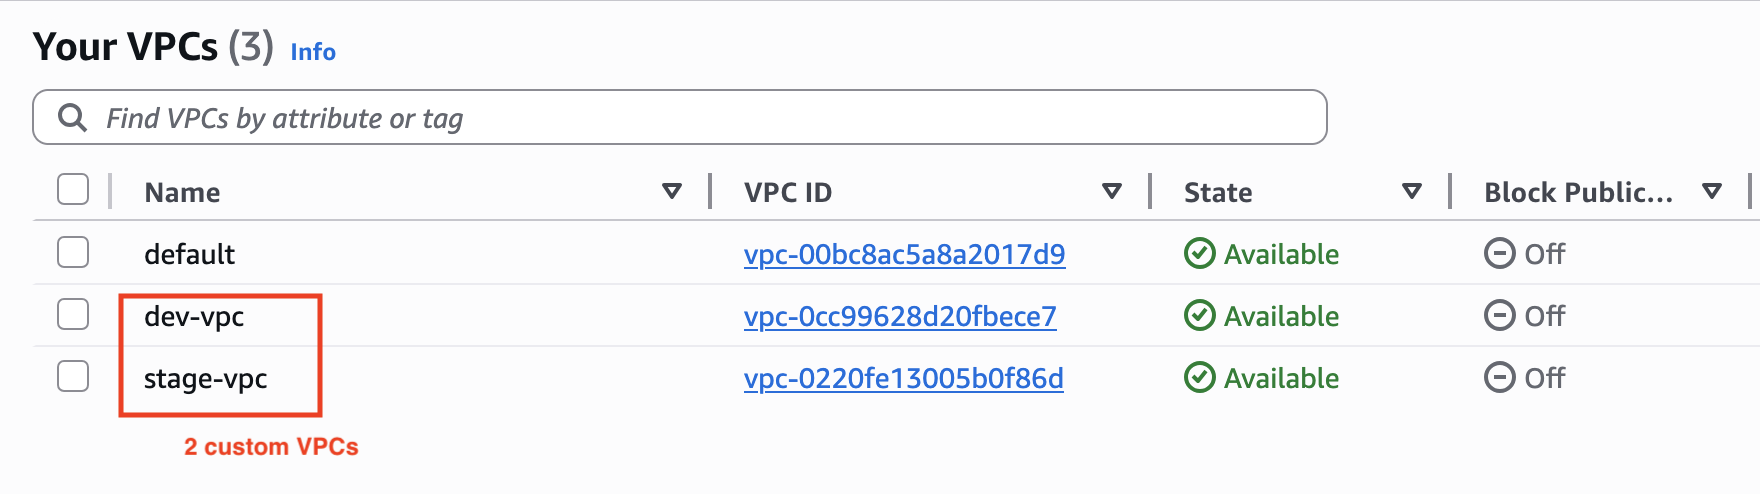 Your VPCs (3) Info
Find VPCs by attribute or tag
Name VPC ID State Block Public...
default vpc-00bc8ac5a8a2017d9 Available Off
dev-vpc vpc-0cc99628d20fbece7 Available Off
stage-vpc vpc-0220fe13005b0f86d Available Off
2 custom VPCs